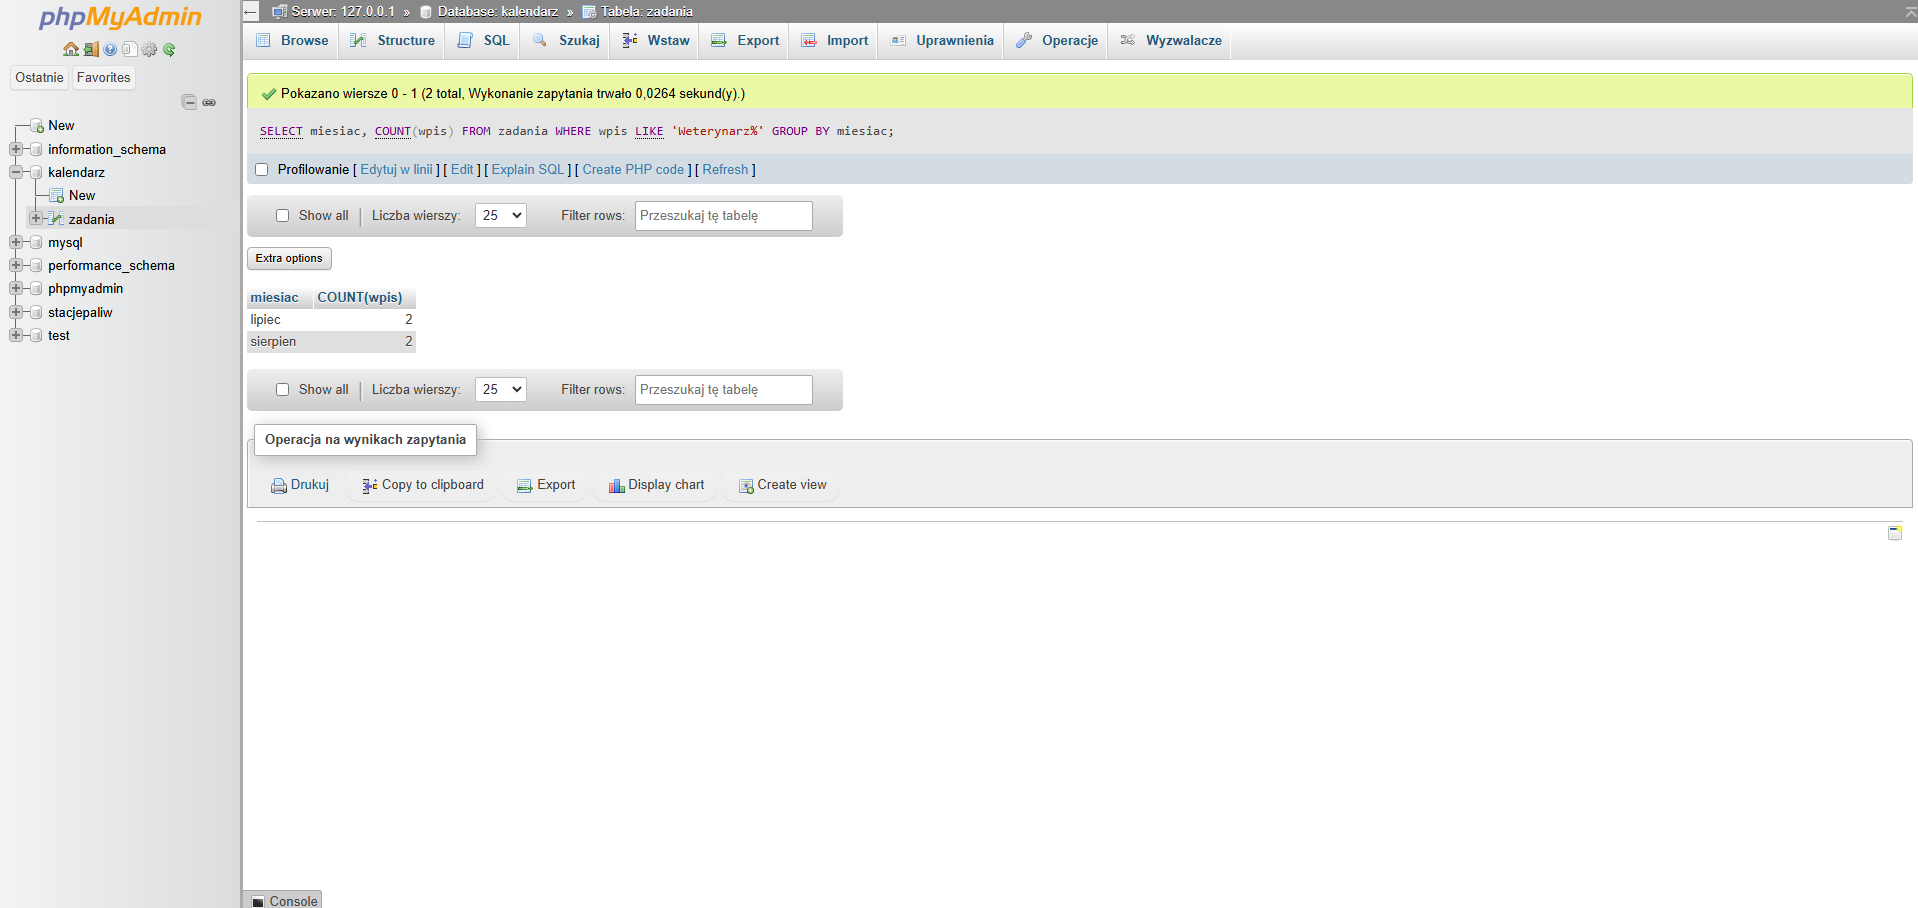 phpMyAdmin
Ostatnie Favorites
New
information_schema
kalendarz
New
zadania
mysql
performance_schema
phpmyadmin
stacjepaliw
test
Serwer: 127.0.0.1 » Database: kalendarz » Tabela: zadania
Browse Structure SQL Szukaj Wstaw Export Import Uprawnienia Operacje Wyzwalacze
Pokazano wiersze 0 - 1 (2 total, Wykonanie zapytania trwało 0,0264 sekund(y).)
SELECT miesiac, COUNT(wpis) FROM zadania WHERE wpis LIKE 'Weterynarz%' GROUP BY miesiac;
Profilowanie [ Edytuj w linii ] [ Edit ] [ Explain SQL ] [ Create PHP code ] [ Refresh ]
Show all | Liczba wierszy: 25 Filter rows: Przeszukaj tę tabelę
Extra options
miesiac COUNT(wpis)
lipiec 2
sierpien 2
Show all | Liczba wierszy: 25 Filter rows: Przeszukaj tę tabelę
Operacja na wynikach zapytania
Drukuj Copy to clipboard Export Display chart Create view
Console